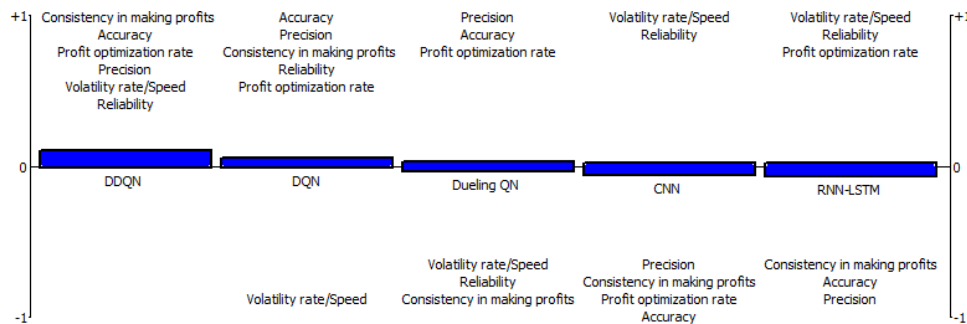 +1
Consistency in making profits
Accuracy
Profit optimization rate
Precision
Volatility rate/Speed
Reliability
Accuracy
Precision
Consistency in making profits
Reliability
Profit optimization rate
Precision
Accuracy
Profit optimization rate
Volatility rate/Speed
Reliability
Volatility rate/Speed
Reliability
Profit optimization rate
+1
0
DDQN
DQN
Dueling QN
CNN
RNN-LSTM
0
Volatility rate/Speed
Volatility rate/Speed
Reliability
Consistency in making profits
Precision
Consistency in making profits
Profit optimization rate
Accuracy
Consistency in making profits
Accuracy
Precision
-1
-1